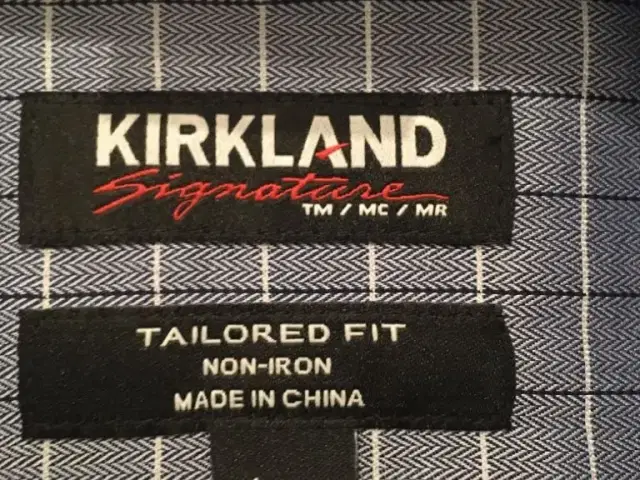 KIRKLAND
Signature
TM / MC / MR
TAILORED FIT
NON-IRON
MADE IN CHINA